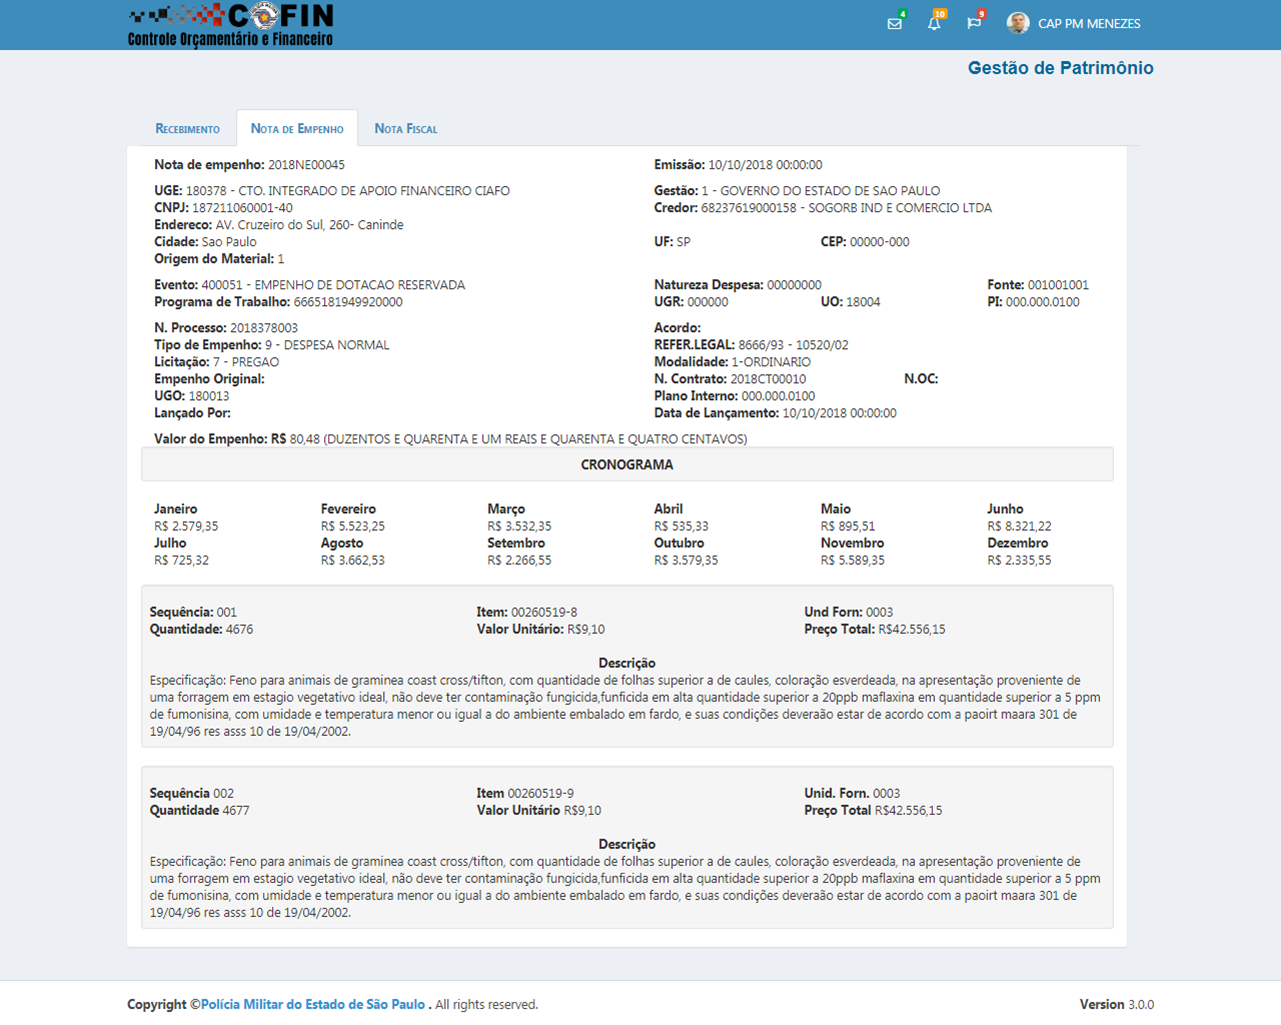 COFIN
Controle Orçamentário e Financeiro
4 10 9 CAP PM MENEZES
Gestão de Patrimônio
Recebimento Nota de Empenho Nota Fiscal
Nota de empenho: 2018NE00045 Emissão: 10/10/2018 00:00:00
UGE: 180378 - CTO. INTEGRADO DE APOIO FINANCEIRO CIAFO Gestão: 1 - GOVERNO DO ESTADO DE SAO PAULO
CNPJ: 187211060001-40 Credor: 68237619000158 - SOGORB IND E COMERCIO LTDA
Endereco: AV. Cruzeiro do Sul, 260- Caninde
Cidade: Sao Paulo UF: SP CEP: 00000-000
Origem do Material: 1
Evento: 400051 - EMPENHO DE DOTACAO RESERVADA Natureza Despesa: 00000000 Fonte: 001001001
Programa de Trabalho: 6665181949920000 UGR: 000000 UO: 18004 PI: 000.000.0100
N. Processo: 2018378003 Acordo:
Tipo de Empenho: 9 - DESPESA NORMAL REFER.LEGAL: 8666/93 - 10520/02
Licitação: 7 - PREGAO Modalidade: 1-ORDINARIO
Empenho Original: N. Contrato: 2018CT00010 N.OC:
UGO: 180013 Plano Interno: 000.000.0100
Lançado Por: Data de Lançamento: 10/10/2018 00:00:00
Valor do Empenho: R$ 80,48 (DUZENTOS E QUARENTA E UM REAIS E QUARENTA E QUATRO CENTAVOS)
CRONOGRAMA
Janeiro Fevereiro Março Abril Maio Junho
R$ 2.579,35 R$ 5.523,25 R$ 3.532,35 R$ 535,33 R$ 895,51 R$ 8.321,22
Julho Agosto Setembro Outubro Novembro Dezembro
R$ 725,32 R$ 3.662,53 R$ 2.266,55 R$ 3.579,35 R$ 5.589,35 R$ 2.335,55
Sequência: 001 Item: 00260519-8 Und Forn: 0003
Quantidade: 4676 Valor Unitário: R$9,10 Preço Total: R$42.556,15
Descrição
Especificação: Feno para animais de graminea coast cross/tifton, com quantidade de folhas superior a de caules, coloração esverdeada, na apresentação proveniente de
uma forragem em estagio vegetativo ideal, não deve ter contaminação fungicida,funficida em alta quantidade superior a 20ppb maflaxina em quantidade superior a 5 ppm
de fumonisina, com umidade e temperatura menor ou igual a do ambiente embalado em fardo, e suas condições deveraão estar de acordo com a paoirt maara 301 de
19/04/96 res asss 10 de 19/04/2002.
Sequência 002 Item 00260519-9 Unid. Forn. 0003
Quantidade 4677 Valor Unitário R$9,10 Preço Total R$42.556,15
Descrição
Especificação: Feno para animais de graminea coast cross/tifton, com quantidade de folhas superior a de caules, coloração esverdeada, na apresentação proveniente de
uma forragem em estagio vegetativo ideal, não deve ter contaminação fungicida,funficida em alta quantidade superior a 20ppb maflaxina em quantidade superior a 5 ppm
de fumonisina, com umidade e temperatura menor ou igual a do ambiente embalado em fardo, e suas condições deveraão estar de acordo com a paoirt maara 301 de
19/04/96 res asss 10 de 19/04/2002.
Copyright ©Polícia Militar do Estado de São Paulo . All rights reserved. Version 3.0.0